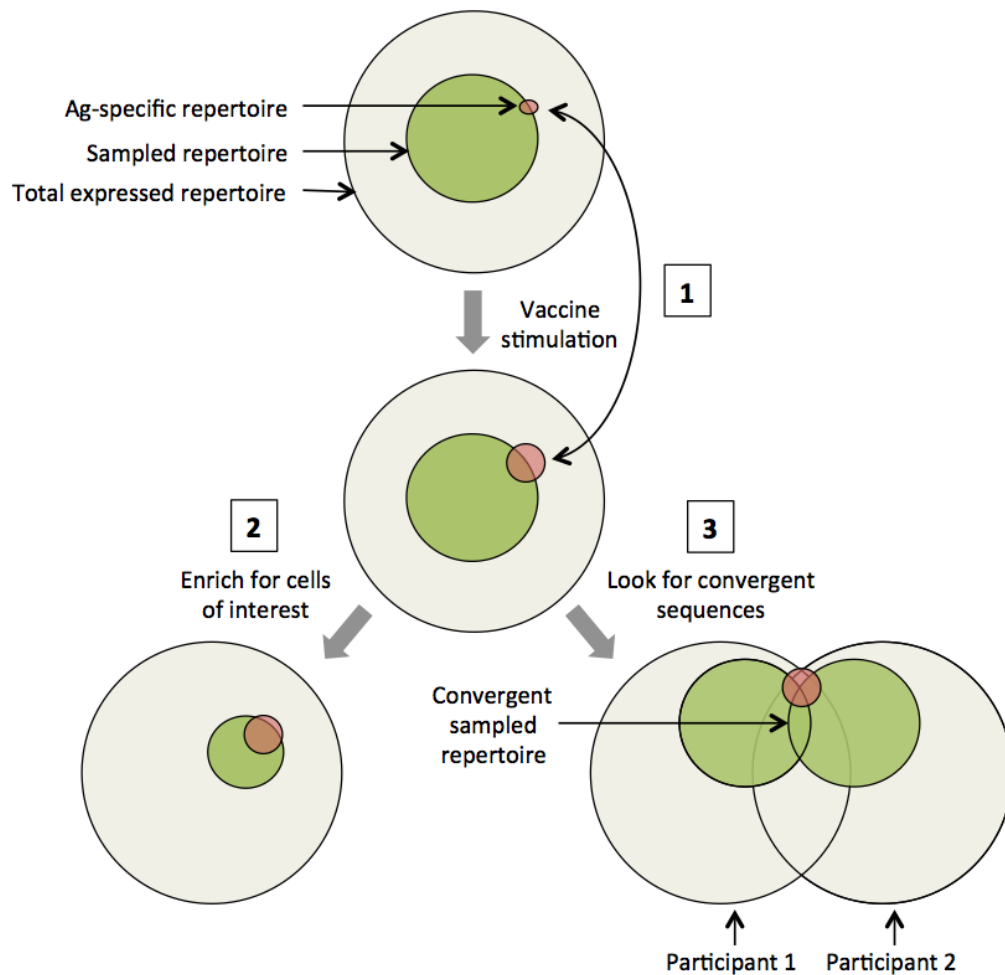 Ag-specific repertoire
Sampled repertoire
Total expressed repertoire
1
Vaccine
stimulation
2
Enrich for cells
of interest
3
Look for convergent
sequences
Convergent
sampled
repertoire
Participant 1
Participant 2